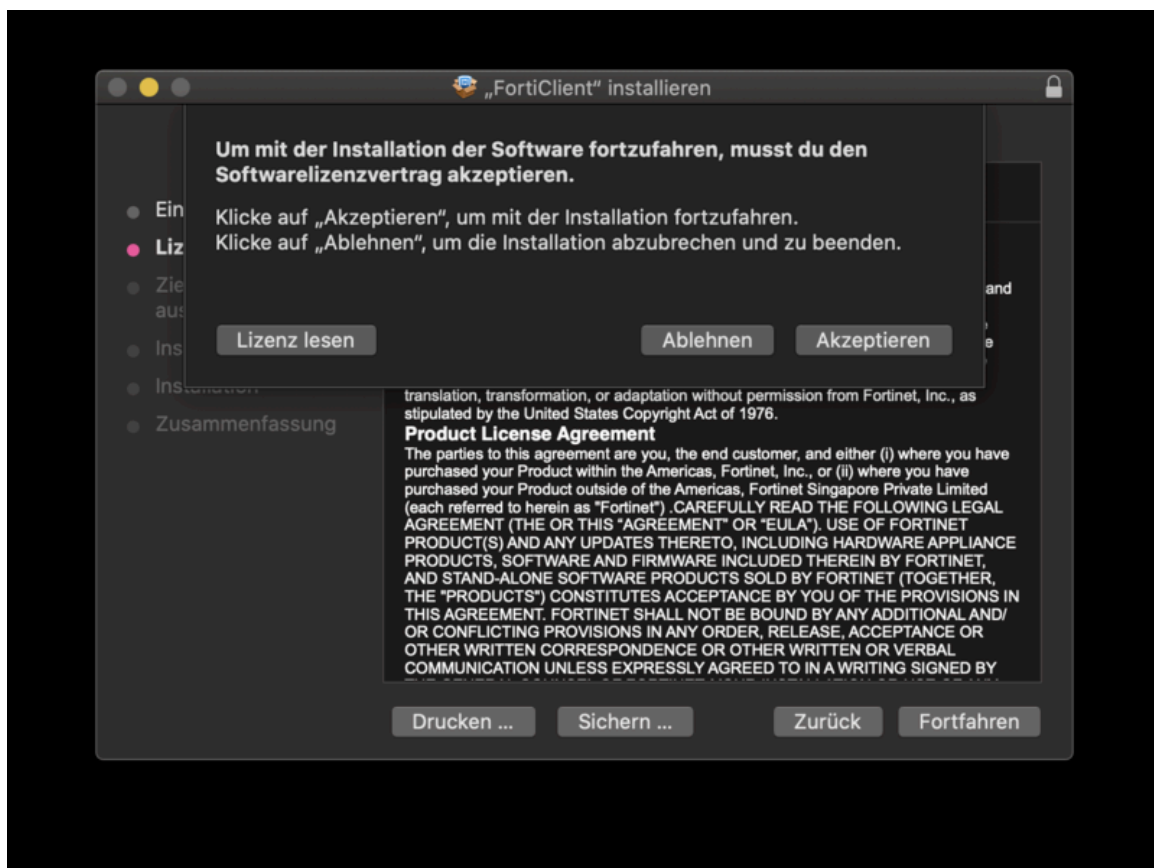 „FortiClient“ installieren
Um mit der Installation der Software fortzufahren, musst du den
Softwarelizenzvertrag akzeptieren.
Klicke auf „Akzeptieren“, um mit der Installation fortzufahren.
Klicke auf „Ablehnen“, um die Installation abzubrechen und zu beenden.
Lizenz lesen
Ablehnen
Akzeptieren
Ein
Liz
Zie
aus
Ins
Installation
Zusammenfassung
and
e
translation, transformation, or adaptation without permission from Fortinet, Inc., as
stipulated by the United States Copyright Act of 1976.
Product License Agreement
The parties to this agreement are you, the end customer, and either (i) where you have
purchased your Product within the Americas, Fortinet, Inc., or (ii) where you have
purchased your Product outside of the Americas, Fortinet Singapore Private Limited
(each referred to herein as "Fortinet") .CAREFULLY READ THE FOLLOWING LEGAL
AGREEMENT (THE OR THIS "AGREEMENT" OR "EULA"). USE OF FORTINET
PRODUCT(S) AND ANY UPDATES THERETO, INCLUDING HARDWARE APPLIANCE
PRODUCTS, SOFTWARE AND FIRMWARE INCLUDED THEREIN BY FORTINET,
AND STAND-ALONE SOFTWARE PRODUCTS SOLD BY FORTINET (TOGETHER,
THE "PRODUCTS") CONSTITUTES ACCEPTANCE BY YOU OF THE PROVISIONS IN
THIS AGREEMENT. FORTINET SHALL NOT BE BOUND BY ANY ADDITIONAL AND/
OR CONFLICTING PROVISIONS IN ANY ORDER, RELEASE, ACCEPTANCE OR
OTHER WRITTEN CORRESPONDENCE OR OTHER WRITTEN OR VERBAL
COMMUNICATION UNLESS EXPRESSLY AGREED TO IN A WRITING SIGNED BY
Drucken ...
Sichern ...
Zurück
Fortfahren